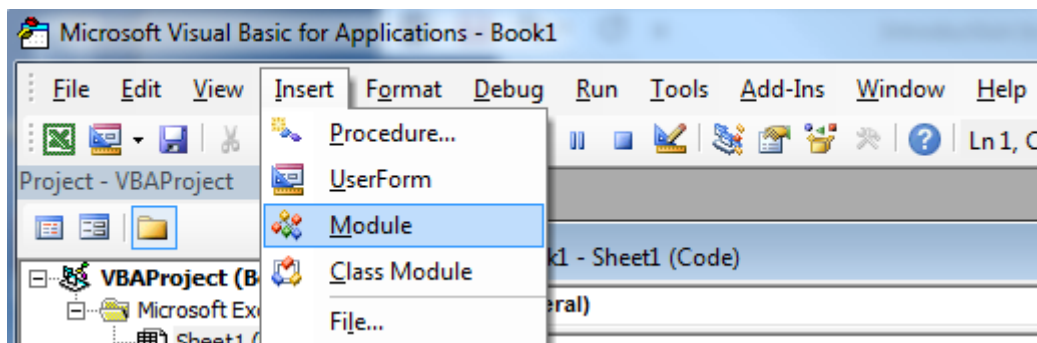 Microsoft Visual Basic for Applications - Book1
File Edit View Insert Format Debug Run Tools Add-Ins Window Help
Procedure...
Ln 1, C
Project - VBAProject
UserForm
Module
k1 - Sheet1 (Code)
Class Module
VBAProject (B
eral)
Microsoft Exc
File...
Sheet1 (